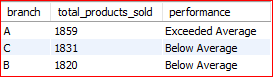 branch total_products_sold performance
A 1859 Exceeded Average
C 1831 Below Average
B 1820 Below Average